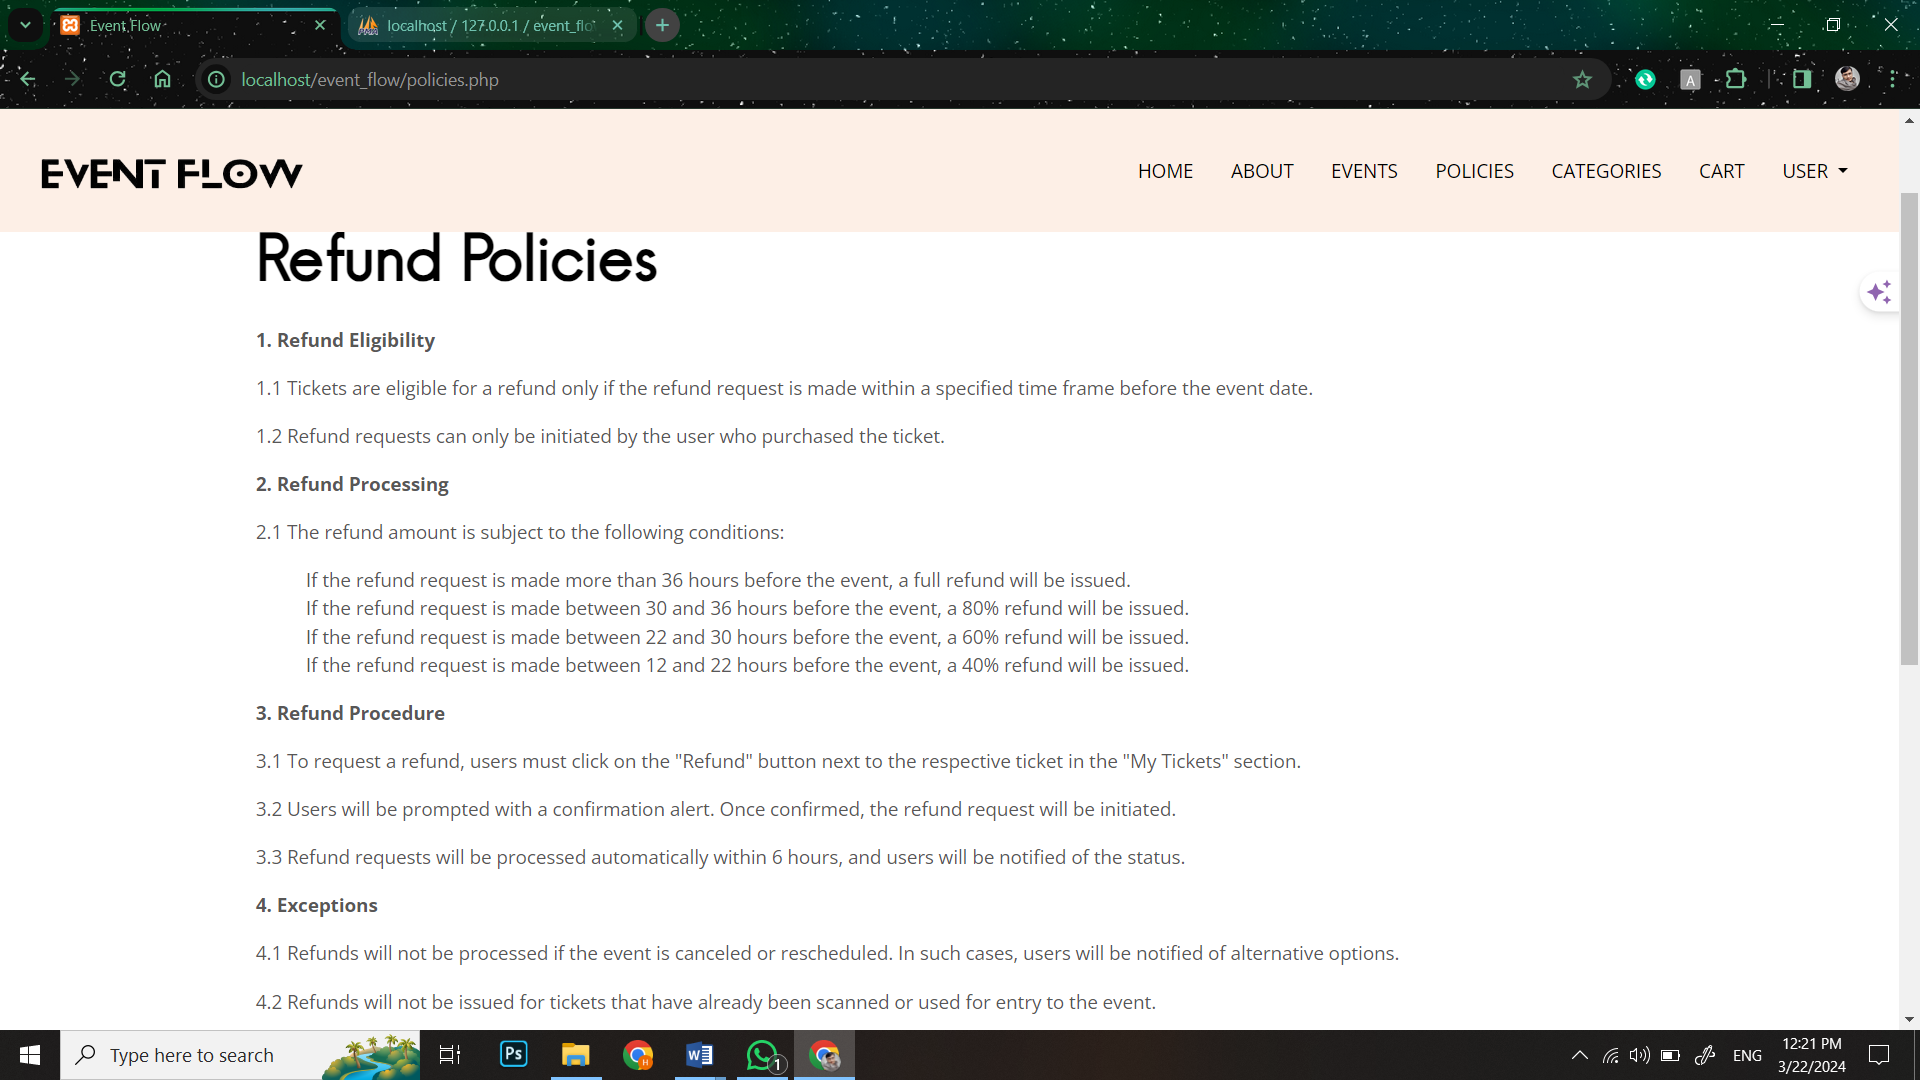 Event Flow
localhost / 127.0.0.1 / event_flo
localhost/event_flow/policies.php
A
EVENT FLOW
HOME ABOUT EVENTS POLICIES CATEGORIES CART USER
Refund Policies
1. Refund Eligibility
1.1 Tickets are eligible for a refund only if the refund request is made within a specified time frame before the event date.
1.2 Refund requests can only be initiated by the user who purchased the ticket.
2. Refund Processing
2.1 The refund amount is subject to the following conditions:
If the refund request is made more than 36 hours before the event, a full refund will be issued.
If the refund request is made between 30 and 36 hours before the event, a 80% refund will be issued.
If the refund request is made between 22 and 30 hours before the event, a 60% refund will be issued.
If the refund request is made between 12 and 22 hours before the event, a 40% refund will be issued.
3. Refund Procedure
3.1 To request a refund, users must click on the "Refund" button next to the respective ticket in the "My Tickets" section.
3.2 Users will be prompted with a confirmation alert. Once confirmed, the refund request will be initiated.
3.3 Refund requests will be processed automatically within 6 hours, and users will be notified of the status.
4. Exceptions
4.1 Refunds will not be processed if the event is canceled or rescheduled. In such cases, users will be notified of alternative options.
4.2 Refunds will not be issued for tickets that have already been scanned or used for entry to the event.
Type here to search
Ps
H
W
1
ENG
12:21 PM
3/22/2024